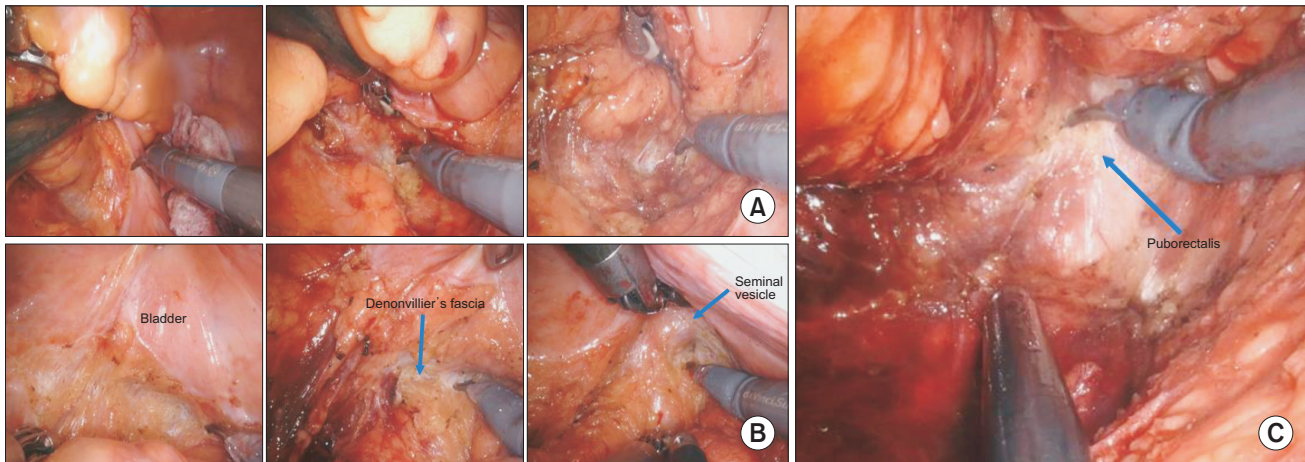 A
Bladder
Denonvillier´s fascia
Seminal
vesicle
B
Puborectalis
C